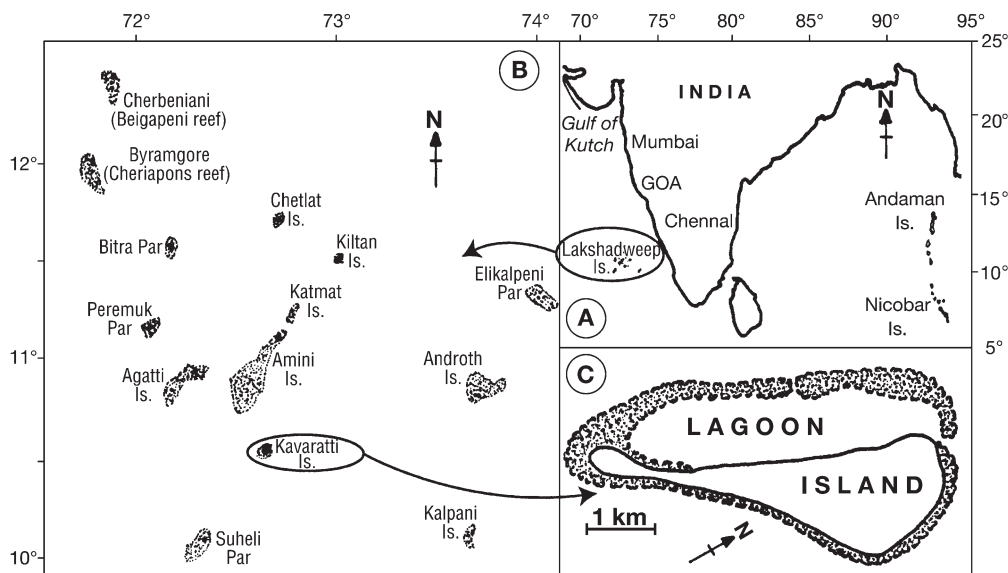 72°
73°
74°
70°
75°
80°
85°
90°
95°
25°
20°
15°
10°
5°
12°
11°
10°
B
N
Cherbeniani
(Beigapeni reef)
Byramgore
(Cheriapons reef)
Chetlat
Is.
Bitra Par
Kiltan
Is.
Elikalpeni
Par
Katmat
Is.
Peremuk
Par
Amini
Is.
Agatti
Is.
Androth
Is.
Kavaratti
Is.
Kalpani
Is.
Suheli
Par
INDIA
N
Gulf of
Kutch
Mumbai
GOA
Chennal
Andaman
Is.
Lakshadweep
Is.
Nicobar
Is.
A
C
LAGOON
ISLAND
1 km
N